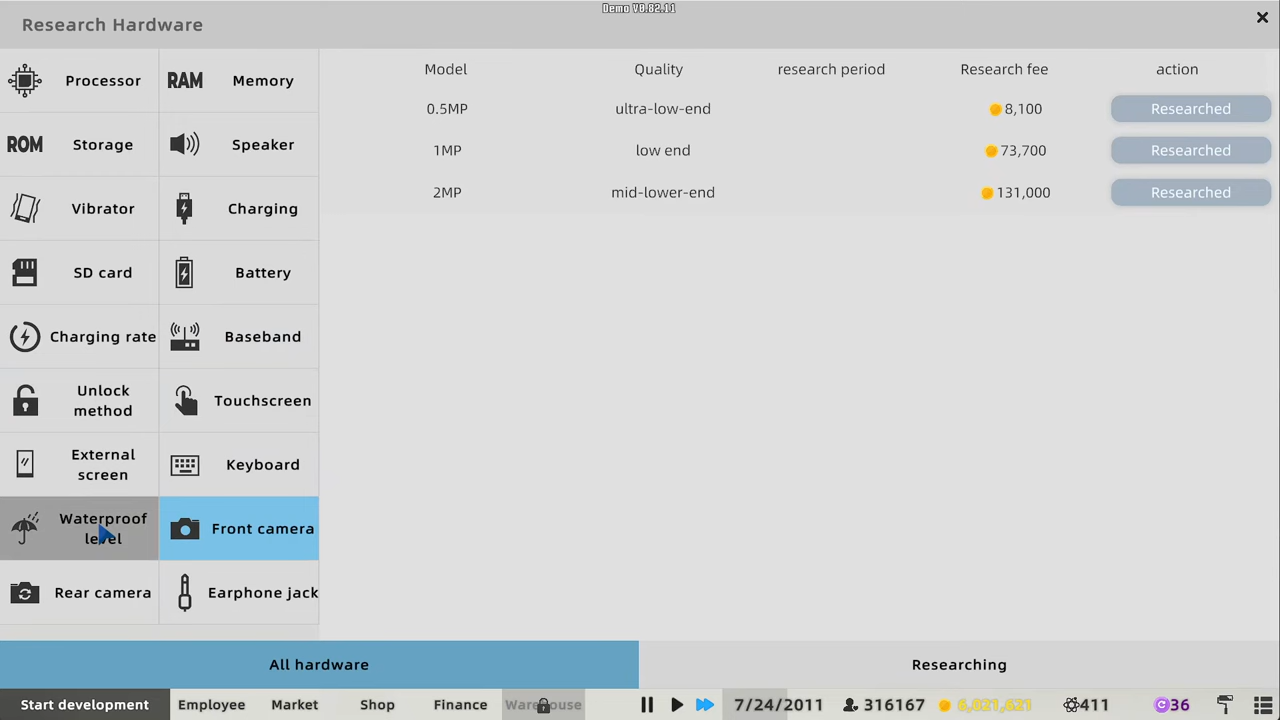 Demo V0.82.11
Research Hardware
Processor
RAM Memory
ROM Storage
Speaker
Vibrator
Charging
SD card
Battery
Charging rate
Baseband
Unlock
method
Touchscreen
External
screen
Keyboard
Waterproof
level
Front camera
Rear camera
Earphone jack
Model Quality research period Research fee action
0.5MP ultra-low-end 8,100 Researched
1MP low end 73,700 Researched
2MP mid-lower-end 131,000 Researched
All hardware Researching
Start development Employee Market Shop Finance Warehouse 7/24/2011 316167 6,021,621 411 C 36